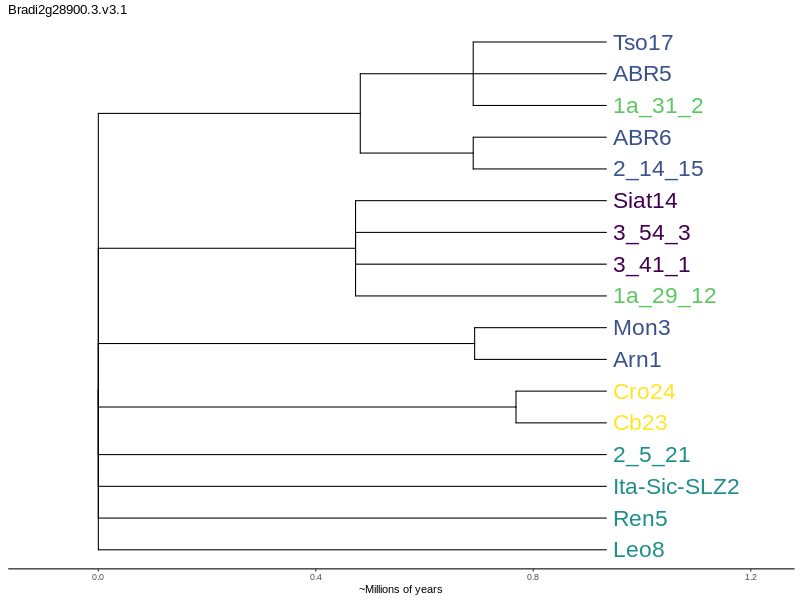 Bradi2g28900.3.v3.1
Tso17
ABR5
1a_31_2
ABR6
2_14_15
Siat14
3_54_3
3_41_1
1a_29_12
Mon3
Arn1
Cro24
Cb23
2_5_21
Ita-Sic-SLZ2
Ren5
Leo8
0.0 0.4 0.8 1.2
~Millions of years